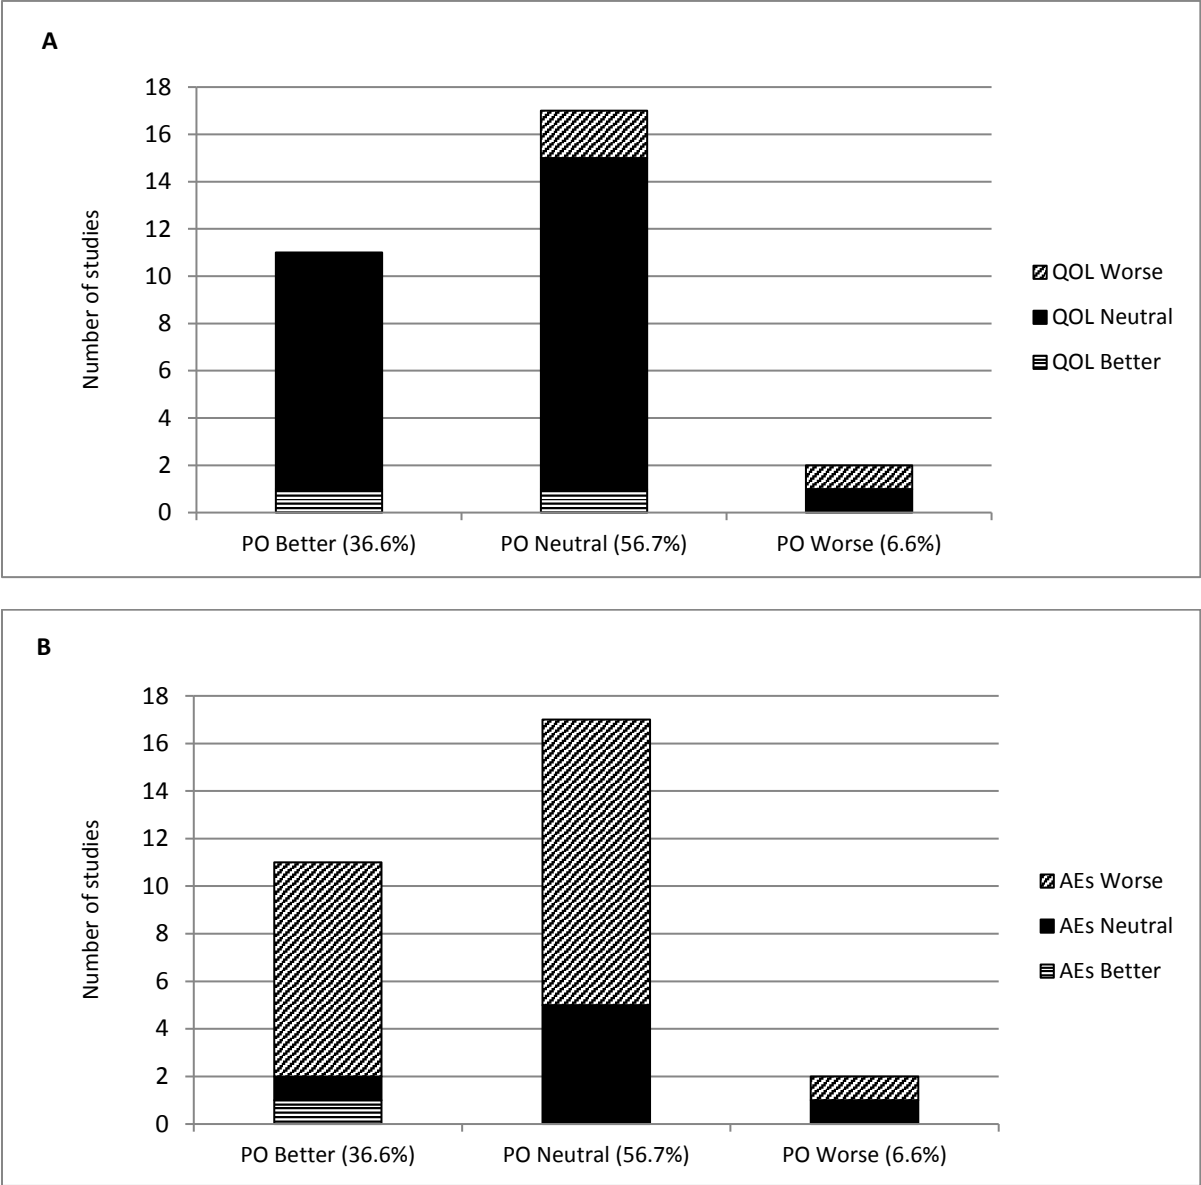 A
18
16
14
12
10
8
6
4
2
0
Number of studies
PO Better (36.6%)
PO Neutral (56.7%)
PO Worse (6.6%)
QOL Worse
QOL Neutral
QOL Better
B
18
16
14
12
10
8
6
4
2
0
Number of studies
PO Better (36.6%)
PO Neutral (56.7%)
PO Worse (6.6%)
AEs Worse
AEs Neutral
AEs Better